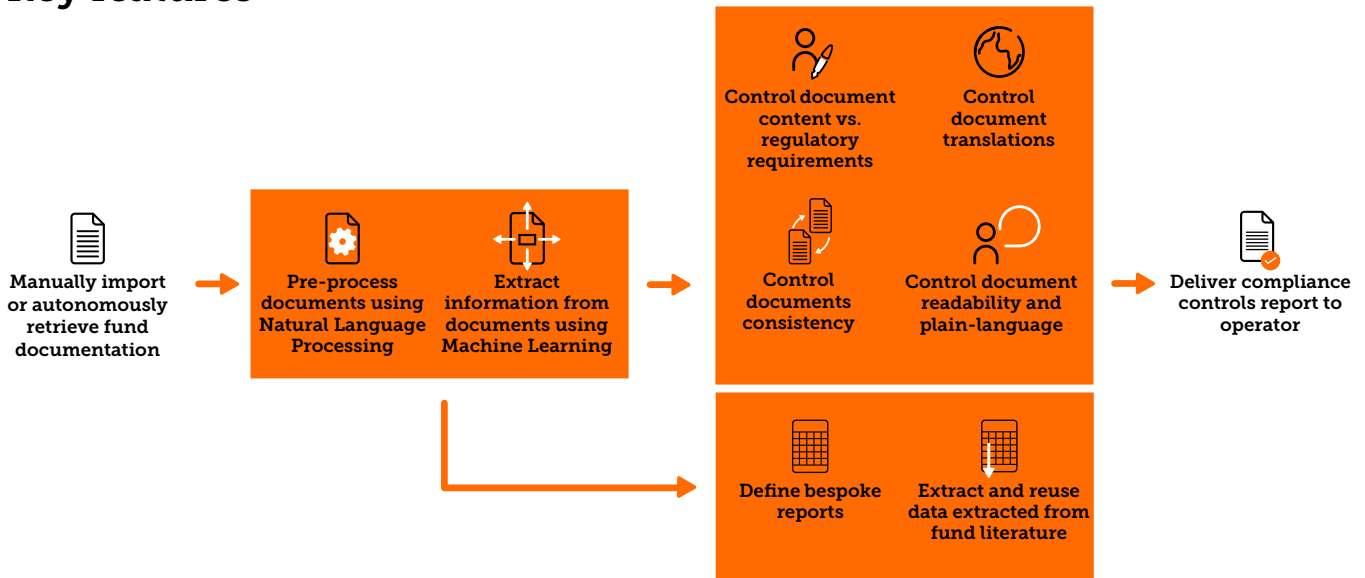 Key features
Manually import
or autonomously
retrieve fund
documentation
Pre-process
documents using
Natural Language
Processing
Extract
information from
documents using
Machine Learning
Control document
content vs.
regulatory
requirements
Control
document
translations
Control
documents
consistency
Control document
readability and
plain-language
Define bespoke
reports
Extract and reuse
data extracted from
fund literature
Deliver compliance
controls report to
operator